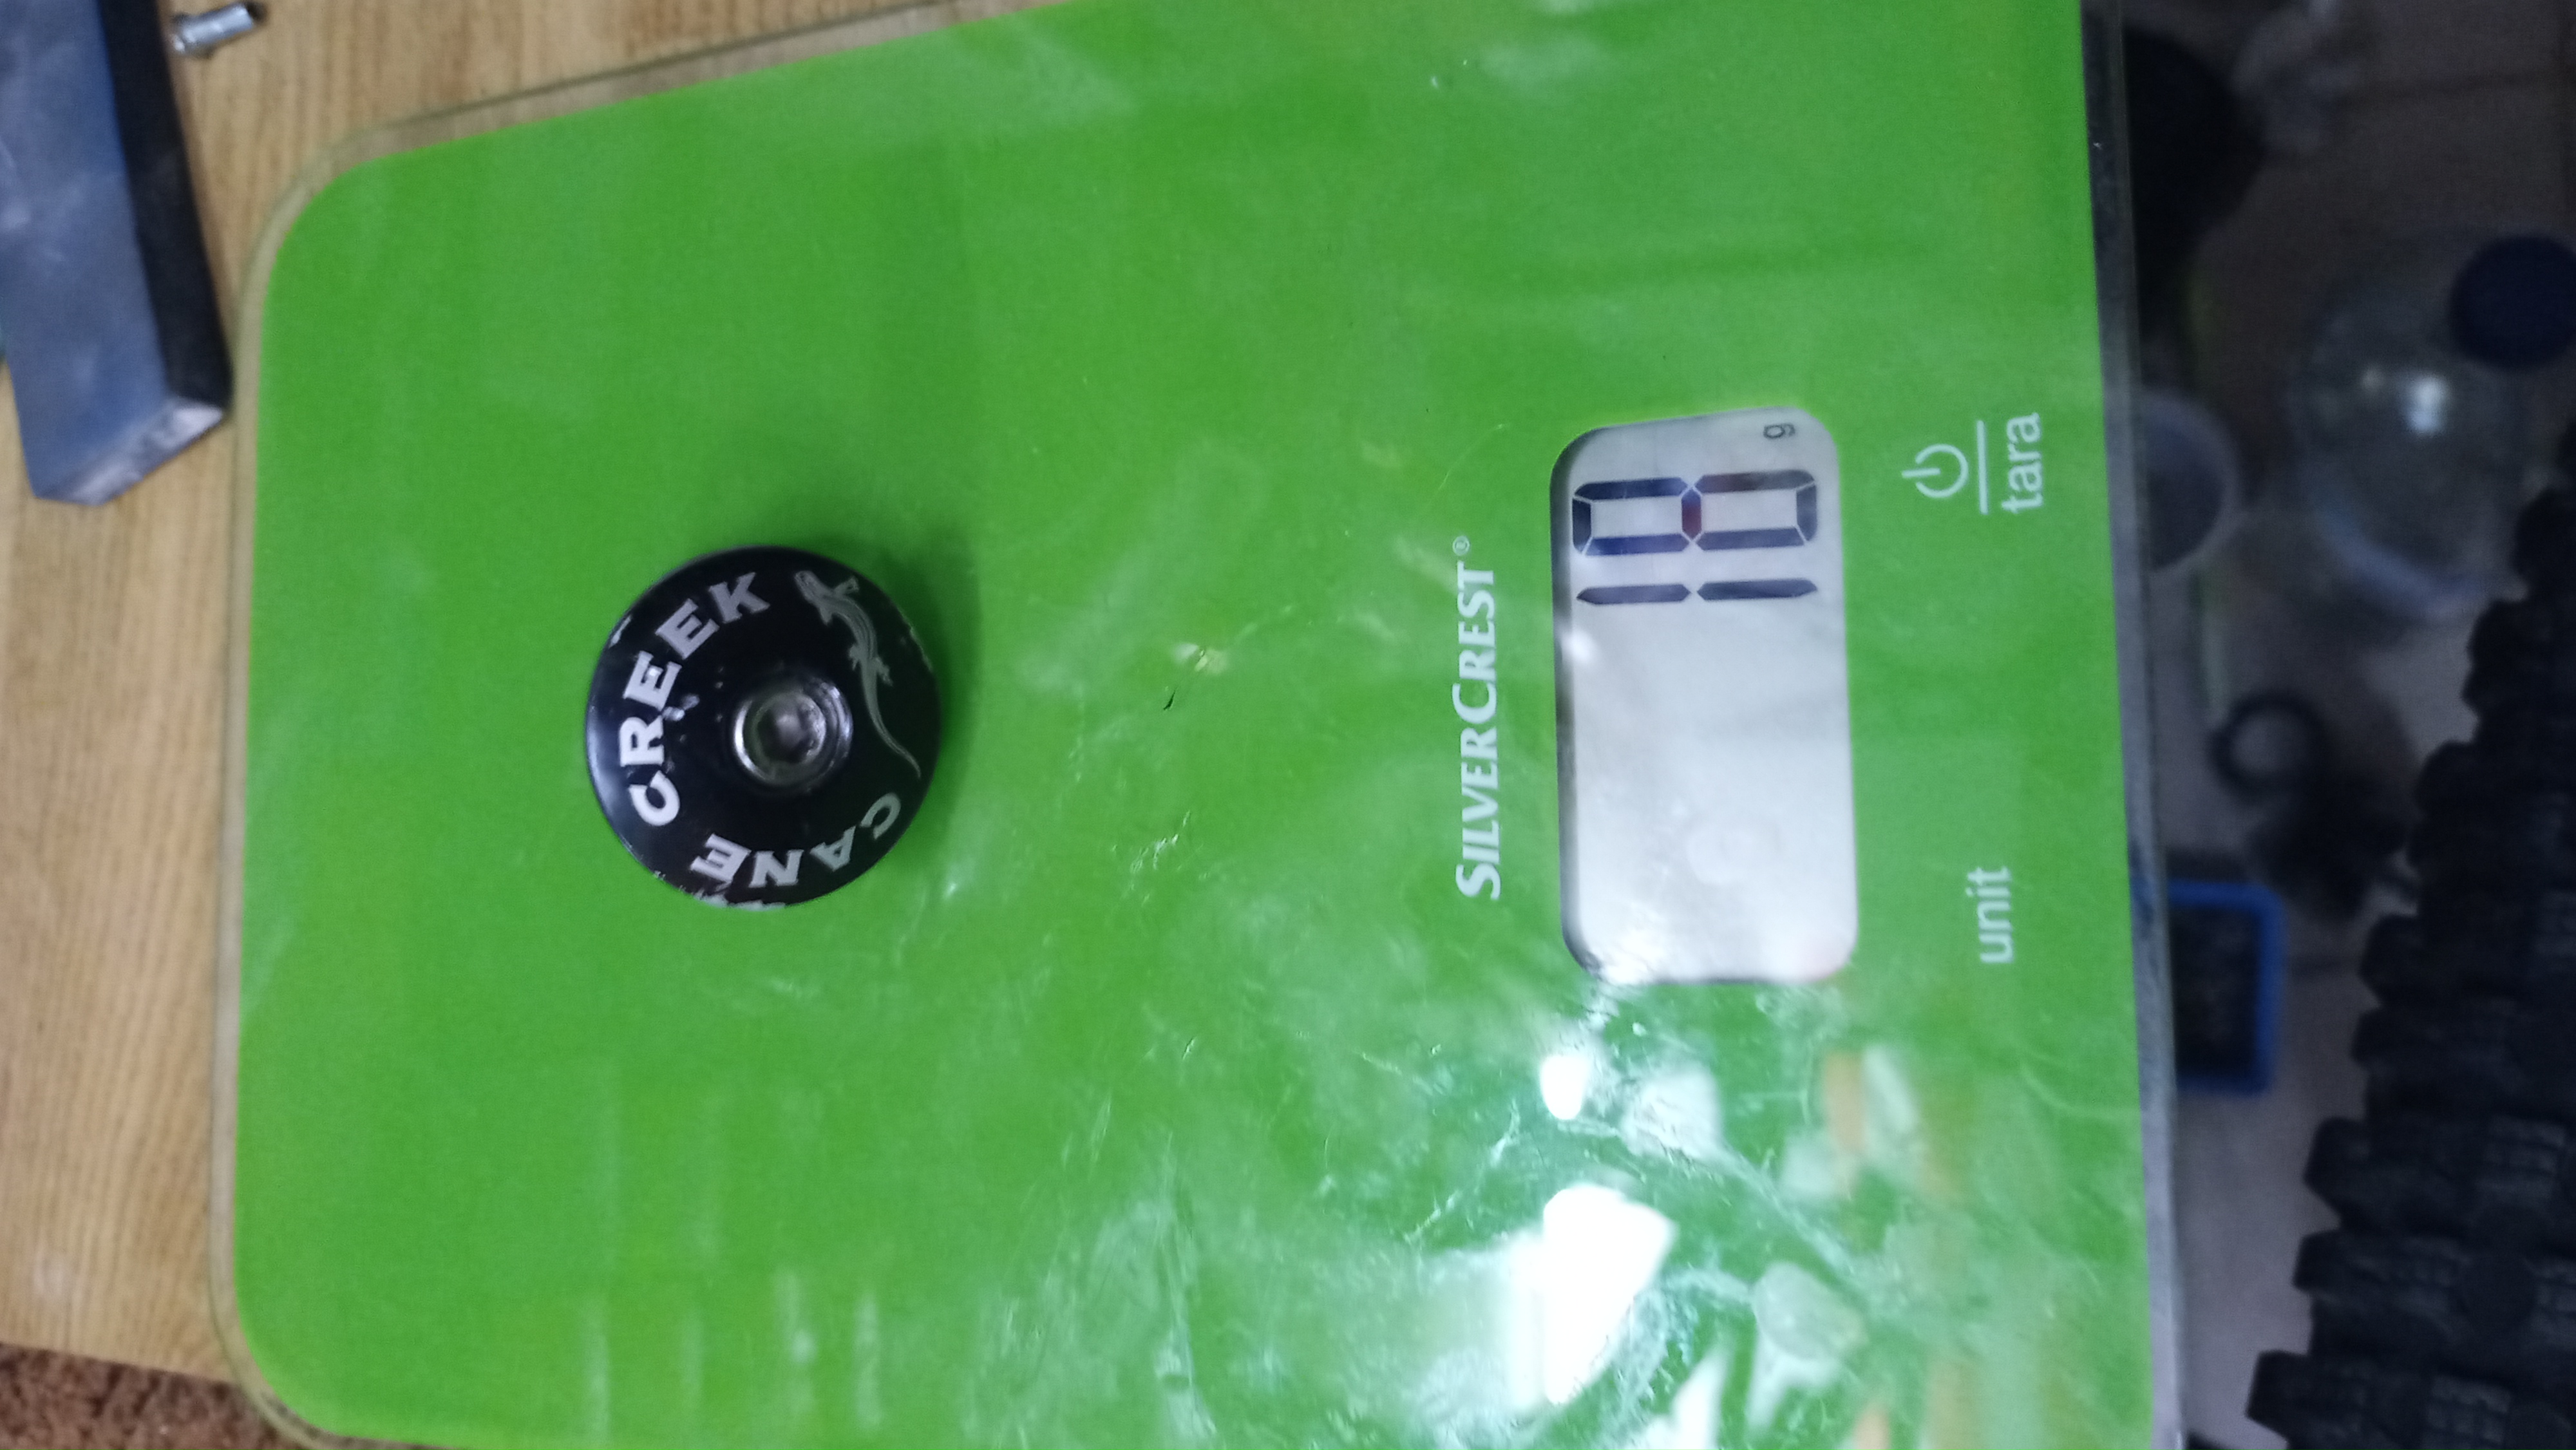 CANE CREEK
SILVERCREST®
18 g
unit
tara